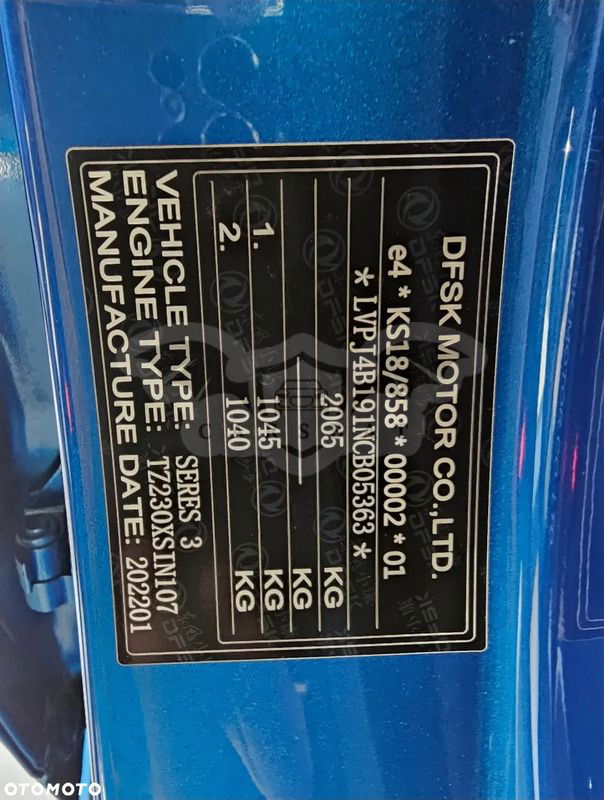 DFSK MOTOR CO.,LTD.
e4*KS18/858*00002*01
*LVPJ4B191NCB05363*
2065 KG
KG
1. 1045 KG
2. 1040 KG
VEHICLE TYPE: SERES 3
ENGINE TYPE: TZ230XS1N107
MANUFACTURE DATE: 202201
OTOMOTO